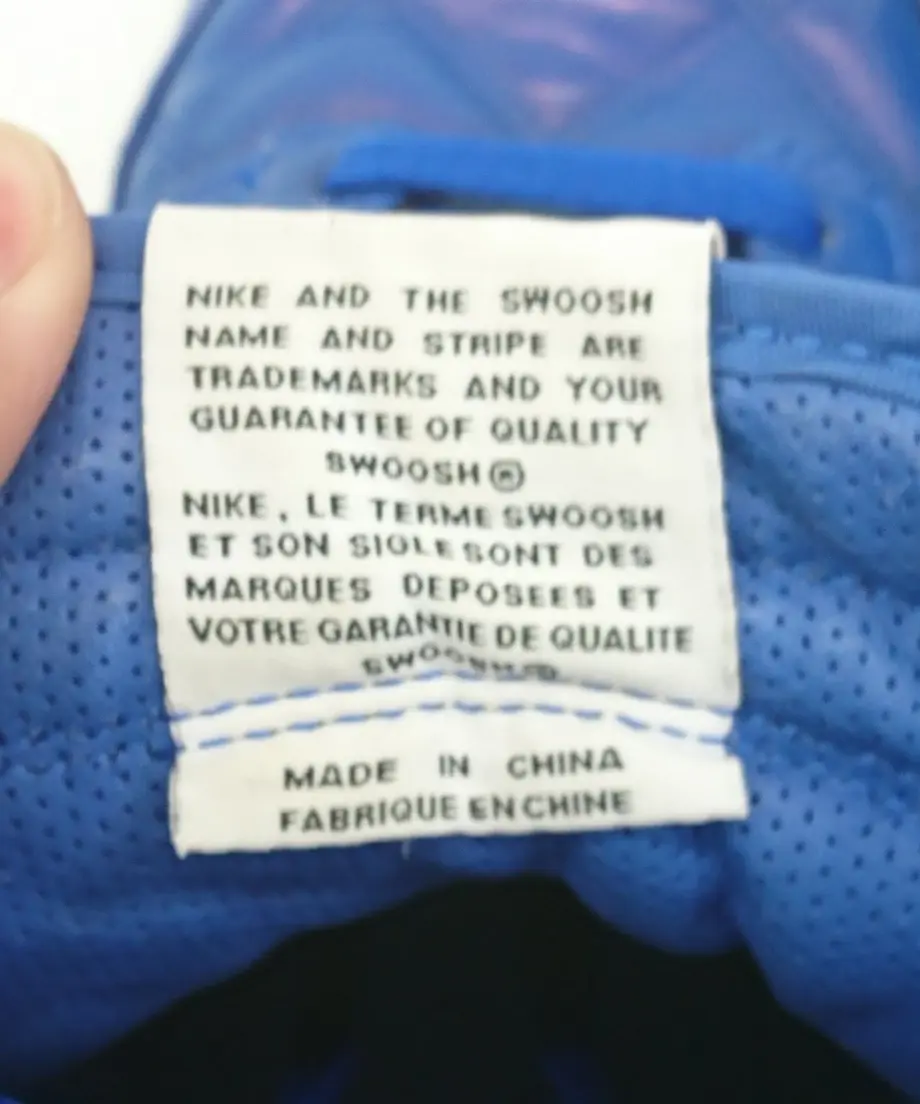 NIKE AND THE SWOOSH
NAME AND STRIPE ARE
TRADEMARKS AND YOUR
GUARANTEE OF QUALITY
SWOOSH®
NIKE, LE TERME SWOOSH
ET SON SIGLE SONT DES
MARQUES DEPOSEES ET
VOTRE GARANTIE DE QUALITE
SWOOSH®
MADE IN CHINA
FABRIQUE EN CHINE